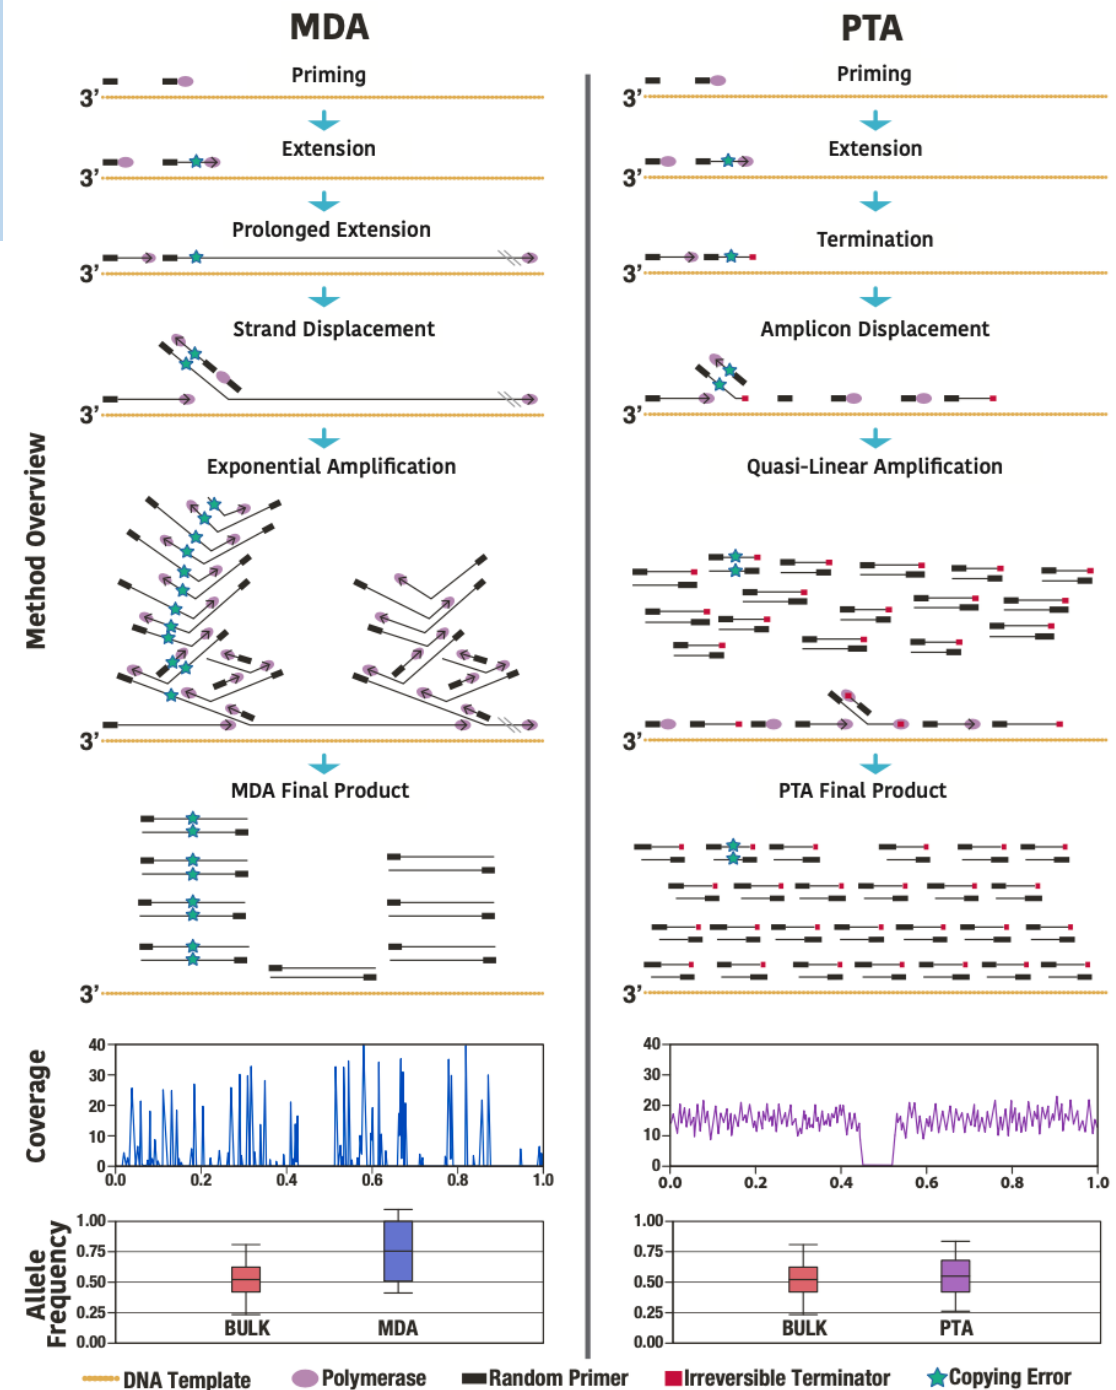 MDA
PTA
Priming
Priming
3’
3’
Extension
Extension
3’
3’
Prolonged Extension
Termination
3’
3’
Strand Displacement
Amplicon Displacement
3’
3’
Exponential Amplification
Quasi-Linear Amplification
Method Overview
3’
3’
MDA Final Product
PTA Final Product
3’
3’
Coverage
40
30
20
10
0
0.0 0.2 0.4 0.6 0.8 1.0
40
30
20
10
0
0.0 0.2 0.4 0.6 0.8 1.0
Allele
Frequency
1.00
0.75
0.50
0.25
0.00
BULK MDA
1.00
0.75
0.50
0.25
0.00
BULK PTA
DNA Template Polymerase Random Primer Irreversible Terminator Copying Error